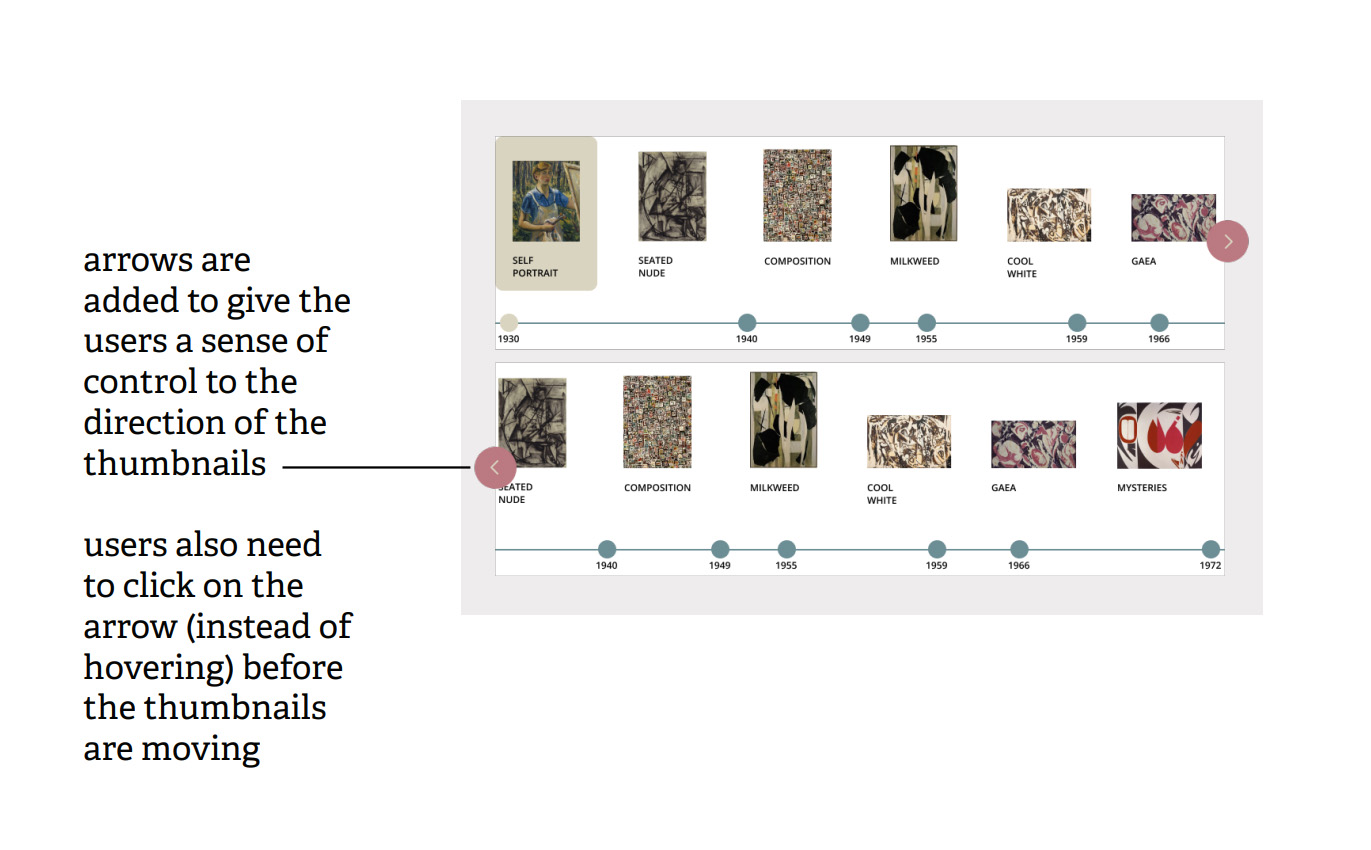 arrows are
added to give the
users a sense of
control to the
direction of the
thumbnails
users also need
to click on the
arrow (instead of
hovering) before
the thumbnails
are moving
SELF
PORTRAIT
SEATED
NUDE
COMPOSITION
MILKWEED
COOL
WHITE
GAEA
1930 1940 1949 1955 1959 1966
SEATED
NUDE
COMPOSITION
MILKWEED
COOL
WHITE
GAEA
MYSTERIES
1940 1949 1955 1959 1966 1972